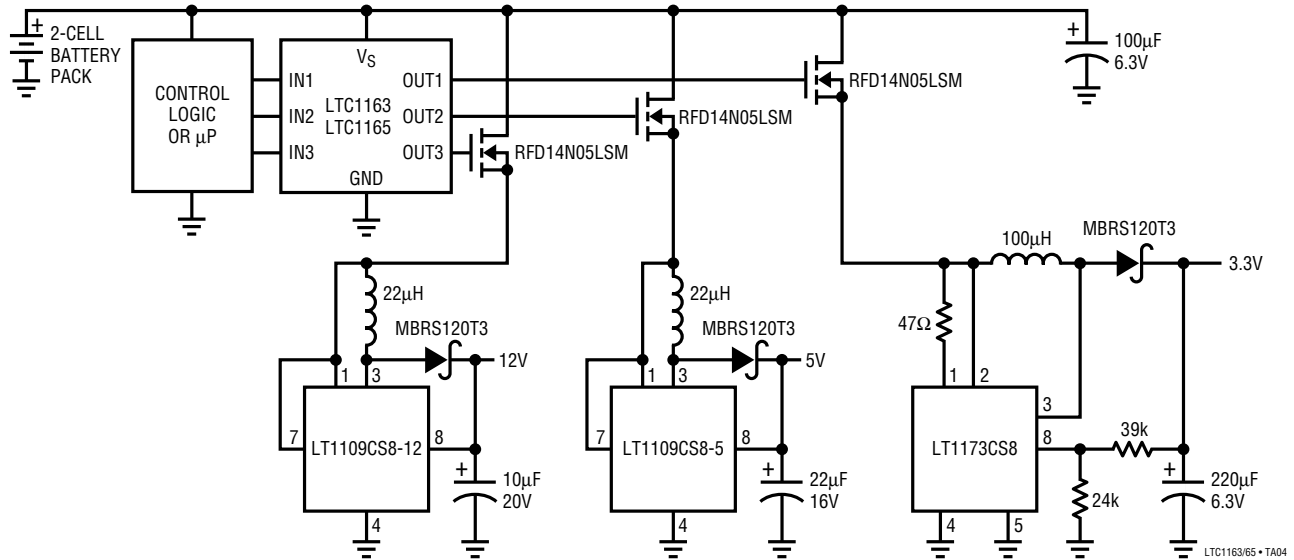 +
2-CELL
BATTERY
PACK
CONTROL
LOGIC
OR µP
IN1
IN2
IN3
VS
LTC1163
LTC1165
GND
OUT1
OUT2
OUT3
RFD14N05LSM
RFD14N05LSM
RFD14N05LSM
+
100µF
6.3V
22µH
MBRS120T3
12V
1
3
7
LT1109CS8-12
8
4
+
10µF
20V
22µH
MBRS120T3
5V
1
3
7
LT1109CS8-5
8
4
+
22µF
16V
100µH
MBRS120T3
3.3V
47Ω
1
2
3
LT1173CS8
8
4
5
39k
24k
+
220µF
6.3V
LTC1163/65 • TA04